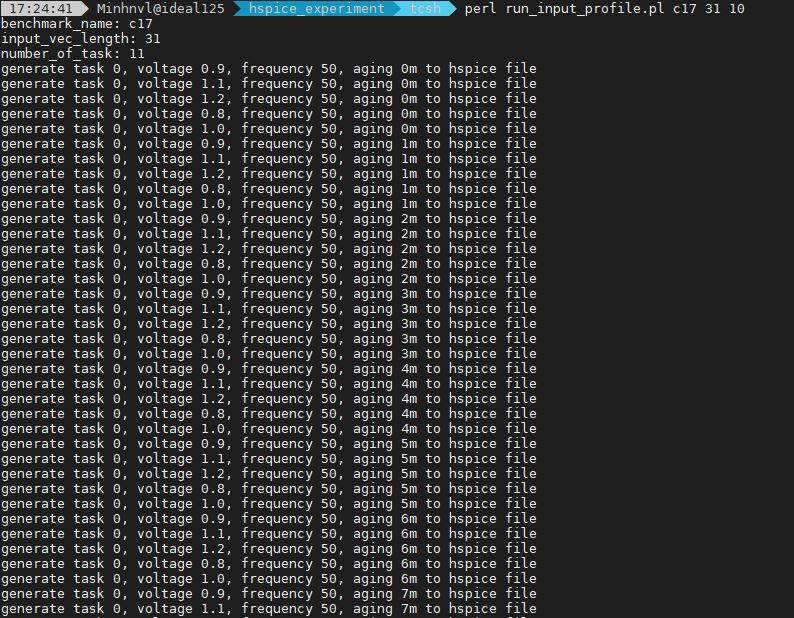 17:24:41 Minhnvl@ideal125 hspice_experiment tcsh perl run_input_profile.pl c17 31 10
benchmark_name: c17
input_vec_length: 31
number_of_task: 11
generate task 0, voltage 0.9, frequency 50, aging 0m to hspice file
generate task 0, voltage 1.1, frequency 50, aging 0m to hspice file
generate task 0, voltage 1.2, frequency 50, aging 0m to hspice file
generate task 0, voltage 0.8, frequency 50, aging 0m to hspice file
generate task 0, voltage 1.0, frequency 50, aging 0m to hspice file
generate task 0, voltage 0.9, frequency 50, aging 1m to hspice file
generate task 0, voltage 1.1, frequency 50, aging 1m to hspice file
generate task 0, voltage 1.2, frequency 50, aging 1m to hspice file
generate task 0, voltage 0.8, frequency 50, aging 1m to hspice file
generate task 0, voltage 1.0, frequency 50, aging 1m to hspice file
generate task 0, voltage 0.9, frequency 50, aging 2m to hspice file
generate task 0, voltage 1.1, frequency 50, aging 2m to hspice file
generate task 0, voltage 1.2, frequency 50, aging 2m to hspice file
generate task 0, voltage 0.8, frequency 50, aging 2m to hspice file
generate task 0, voltage 1.0, frequency 50, aging 2m to hspice file
generate task 0, voltage 0.9, frequency 50, aging 3m to hspice file
generate task 0, voltage 1.1, frequency 50, aging 3m to hspice file
generate task 0, voltage 1.2, frequency 50, aging 3m to hspice file
generate task 0, voltage 0.8, frequency 50, aging 3m to hspice file
generate task 0, voltage 1.0, frequency 50, aging 3m to hspice file
generate task 0, voltage 0.9, frequency 50, aging 4m to hspice file
generate task 0, voltage 1.1, frequency 50, aging 4m to hspice file
generate task 0, voltage 1.2, frequency 50, aging 4m to hspice file
generate task 0, voltage 0.8, frequency 50, aging 4m to hspice file
generate task 0, voltage 1.0, frequency 50, aging 4m to hspice file
generate task 0, voltage 0.9, frequency 50, aging 5m to hspice file
generate task 0, voltage 1.1, frequency 50, aging 5m to hspice file
generate task 0, voltage 1.2, frequency 50, aging 5m to hspice file
generate task 0, voltage 0.8, frequency 50, aging 5m to hspice file
generate task 0, voltage 1.0, frequency 50, aging 5m to hspice file
generate task 0, voltage 0.9, frequency 50, aging 6m to hspice file
generate task 0, voltage 1.1, frequency 50, aging 6m to hspice file
generate task 0, voltage 1.2, frequency 50, aging 6m to hspice file
generate task 0, voltage 0.8, frequency 50, aging 6m to hspice file
generate task 0, voltage 1.0, frequency 50, aging 6m to hspice file
generate task 0, voltage 0.9, frequency 50, aging 7m to hspice file
generate task 0, voltage 1.1, frequency 50, aging 7m to hspice file